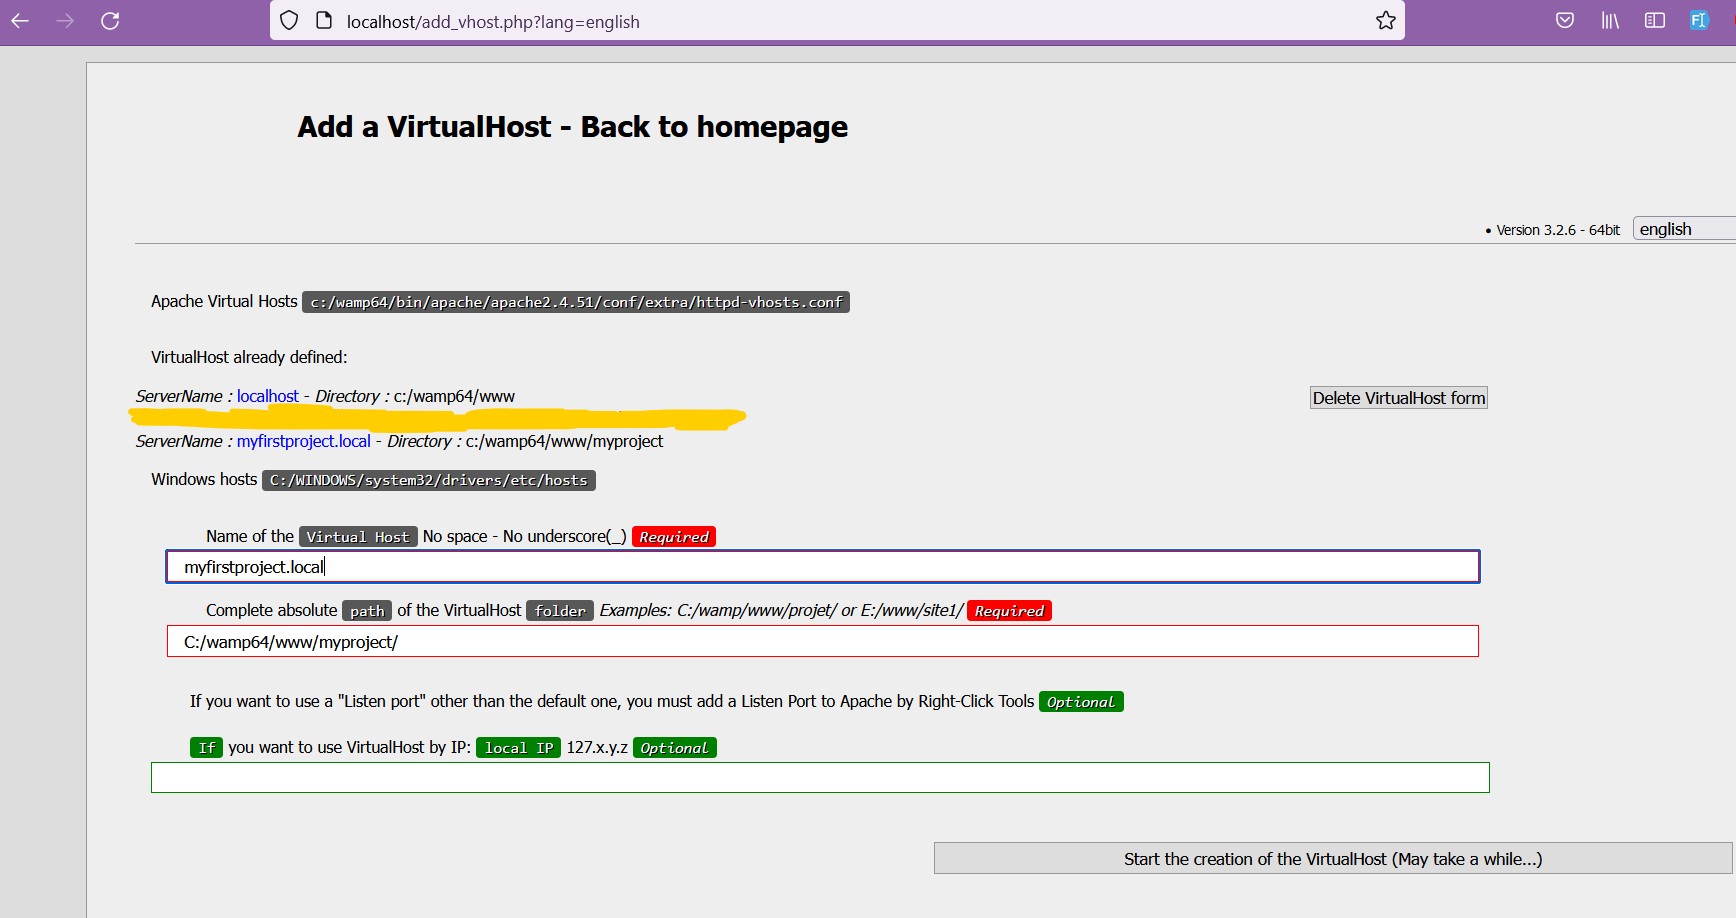 localhost/add_vhost.php?lang=english
Add a VirtualHost - Back to homepage
• Version 3.2.6 - 64bit english
Apache Virtual Hosts c:/wamp64/bin/apache/apache2.4.51/conf/extra/httpd-vhosts.conf
VirtualHost already defined:
ServerName : localhost - Directory : c:/wamp64/www
Delete VirtualHost form
ServerName : myfirstproject.local - Directory : c:/wamp64/www/myproject
Windows hosts C:/WINDOWS/system32/drivers/etc/hosts
Name of the Virtual Host No space - No underscore(_) Required
myfirstproject.local
Complete absolute path of the VirtualHost folder Examples: C:/wamp/www/projet/ or E:/www/site1/ Required
C:/wamp64/www/myproject/
If you want to use a "Listen port" other than the default one, you must add a Listen Port to Apache by Right-Click Tools Optional
If you want to use VirtualHost by IP: local IP 127.x.y.z Optional
Start the creation of the VirtualHost (May take a while...)